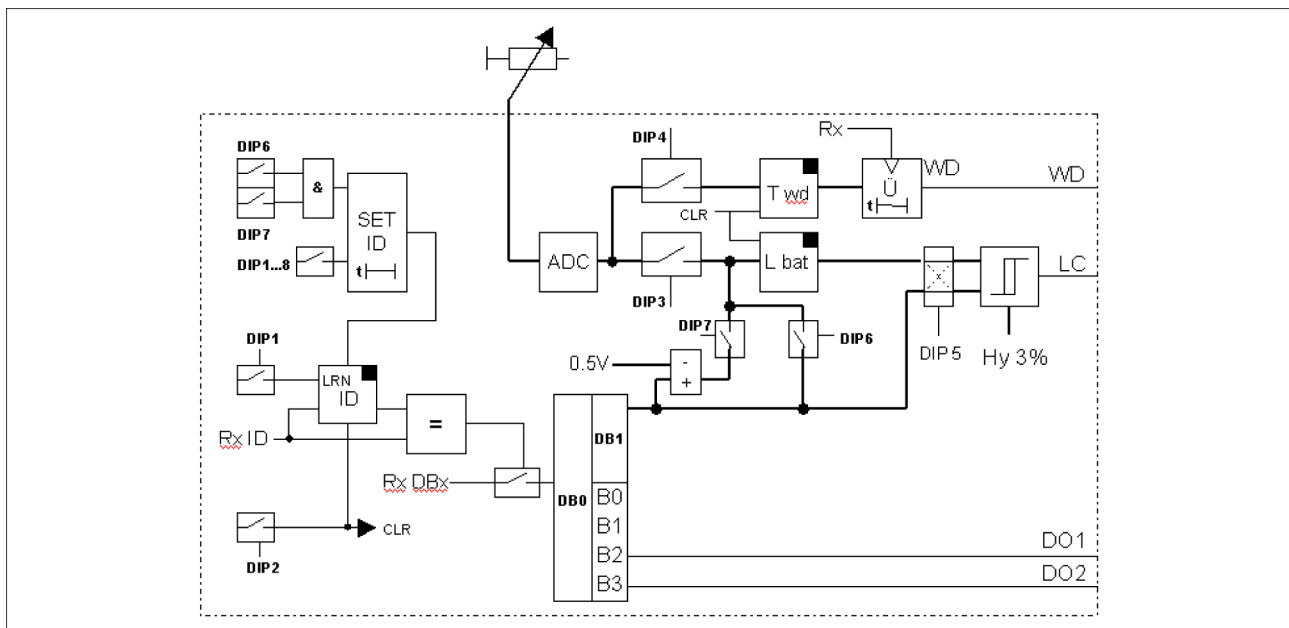 DIP6
&
DIP7
SET
ID
t
DIP1...8
DIP4
Rx
T wd
Ü
t
WD
WD
CLR
ADC
L bat
DIP3
LC
DIP7
DIP6
x
DIP5
Hy 3%
0.5V
-
+
DIP1
LRN
ID
Rx ID
=
DB1
Rx DBx
DB0
B0
B1
B2
B3
CLR
DIP2
DO1
DO2